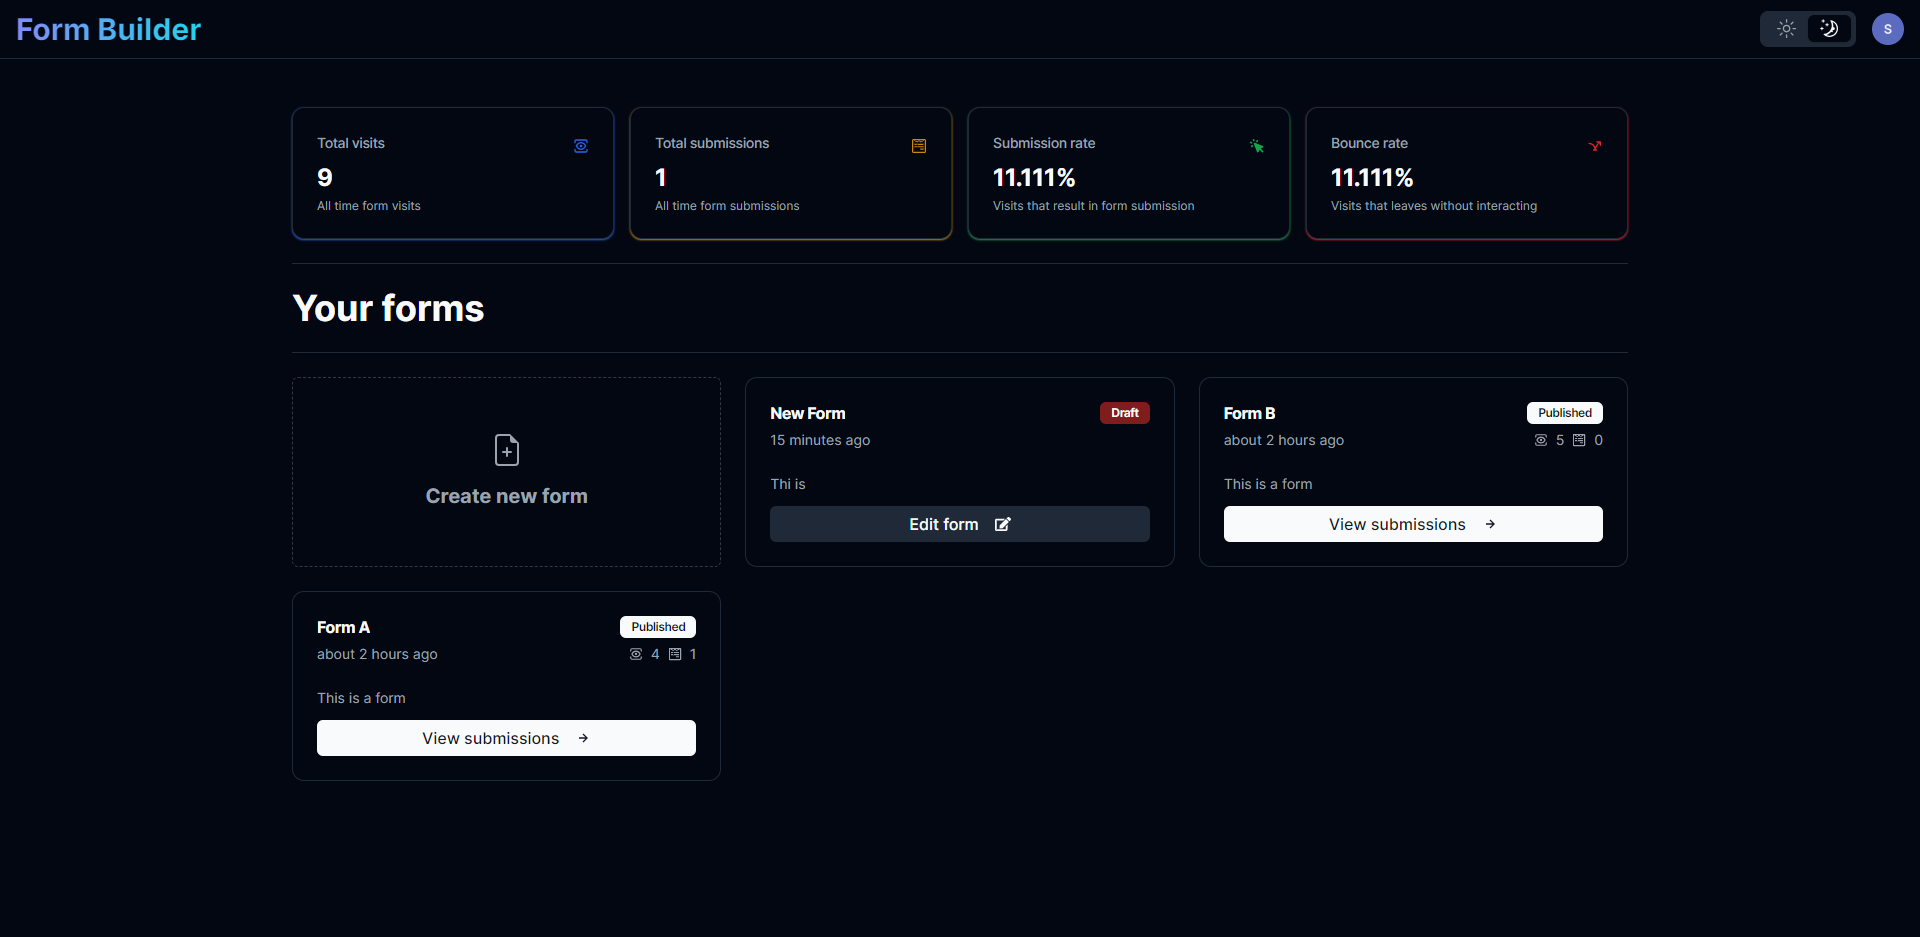 Form Builder
S
Total visits
9
All time form visits
Total submissions
1
All time form submissions
Submission rate
11.111%
Visits that result in form submission
Bounce rate
11.111%
Visits that leaves without interacting
Your forms
Create new form
New Form
Draft
15 minutes ago
Thi is
Edit form
Form B
Published
about 2 hours ago
5 0
This is a form
View submissions
Form A
Published
about 2 hours ago
4 1
This is a form
View submissions